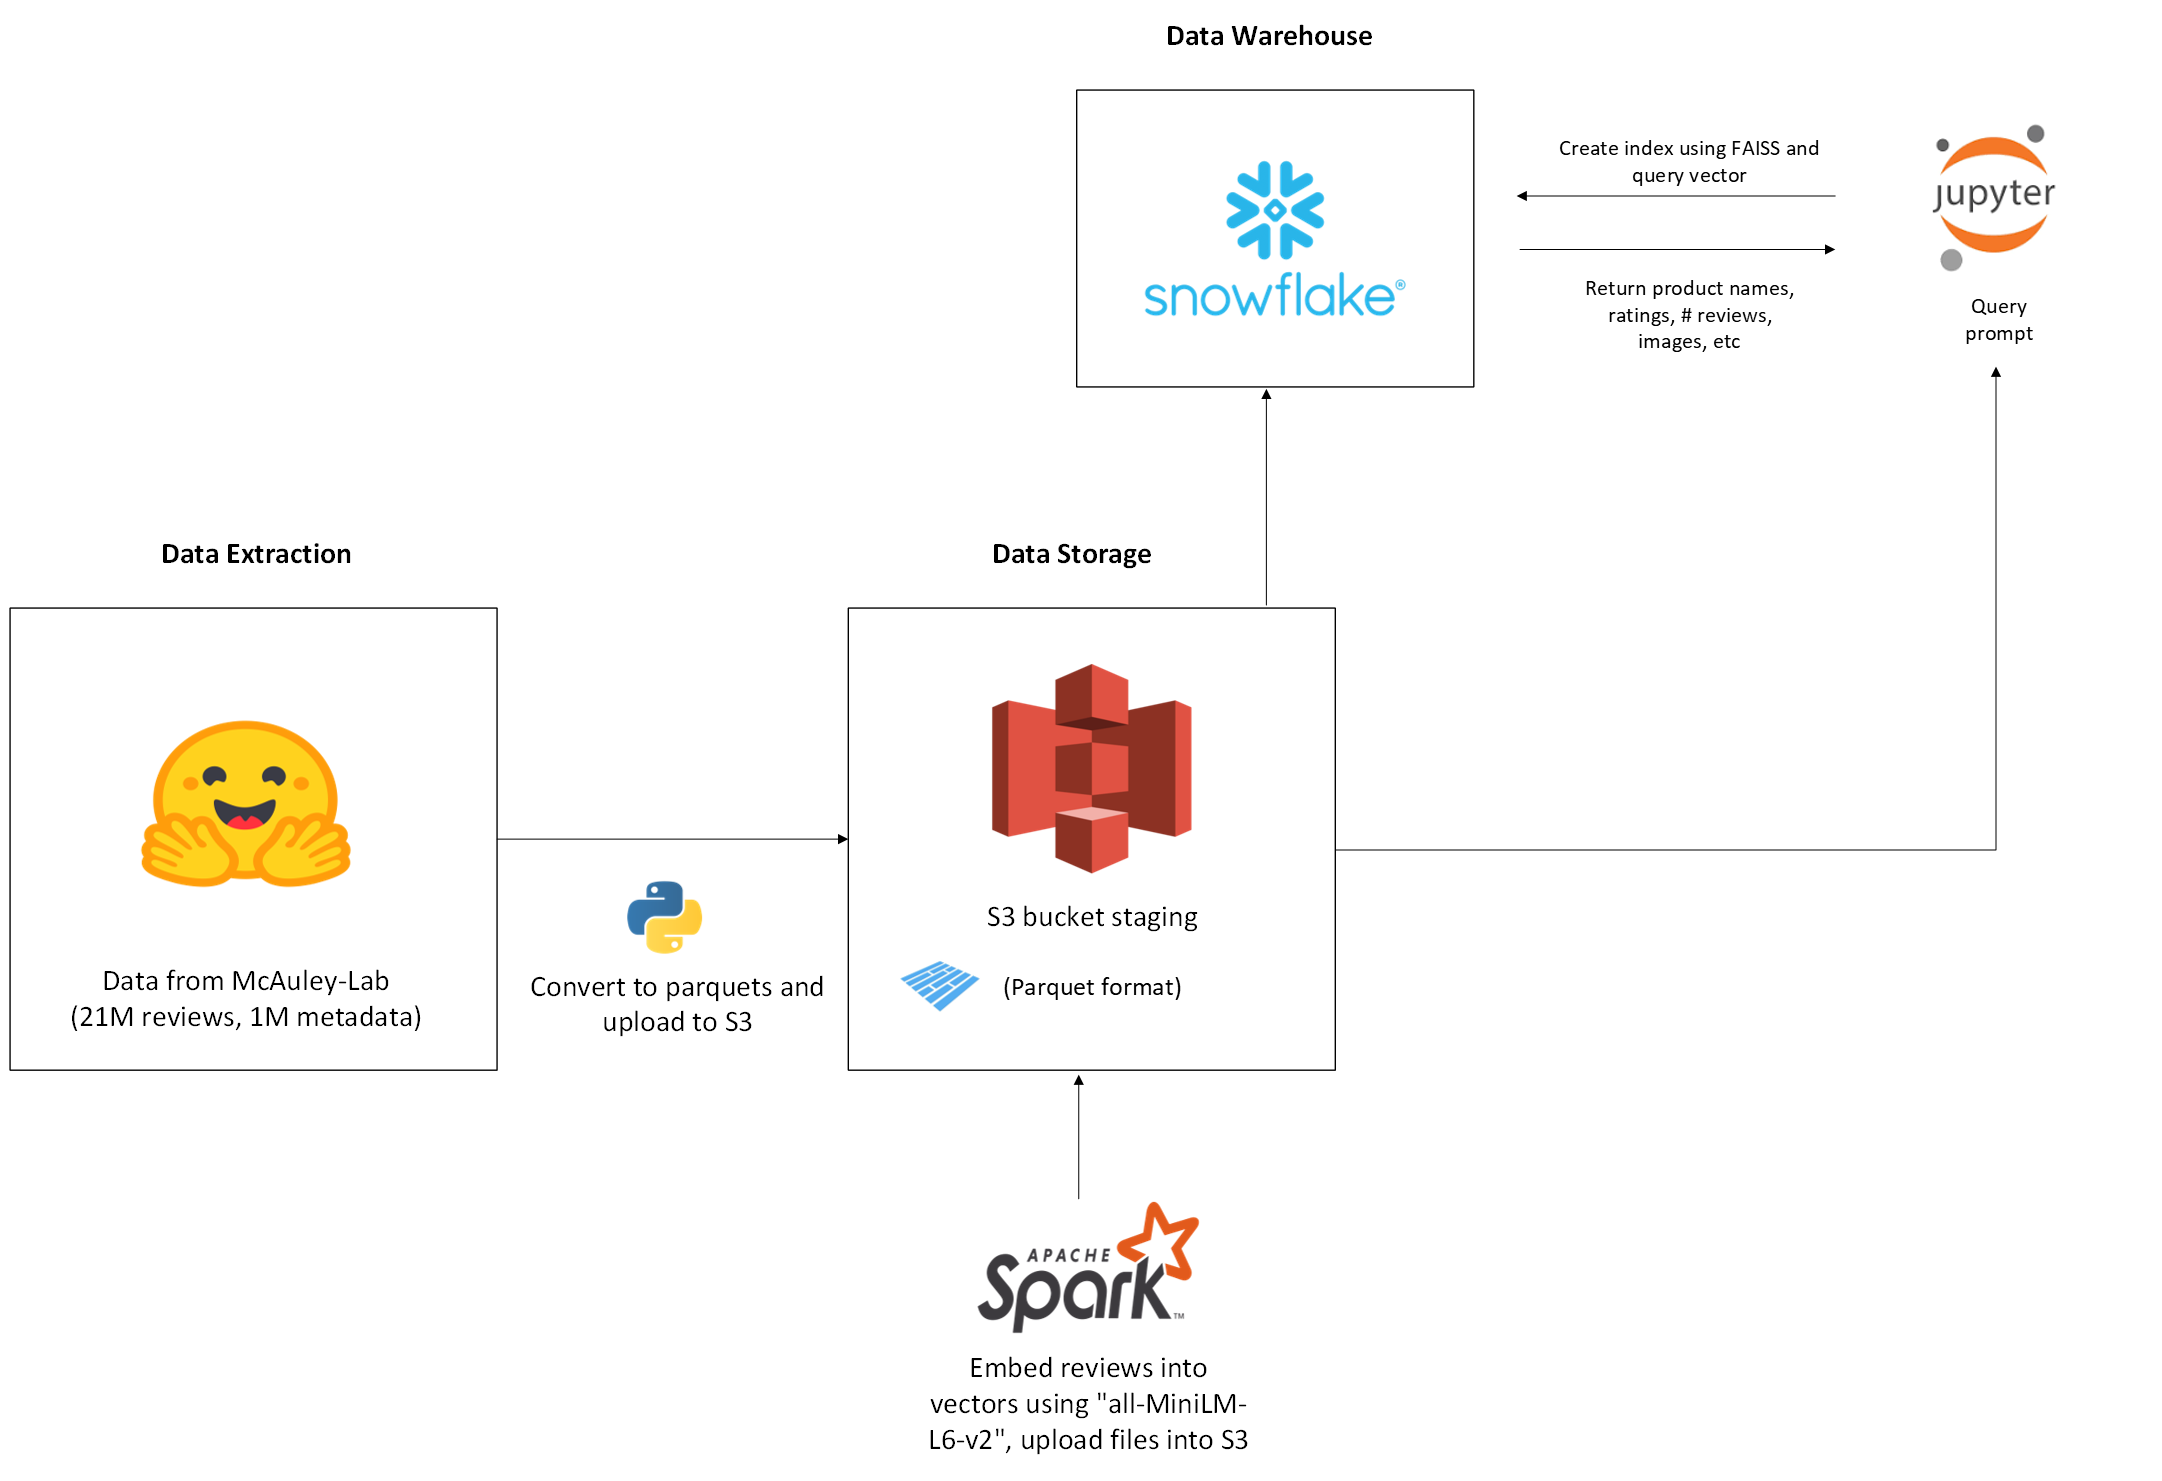 Data Warehouse
snowflake®
Create index using FAISS and
query vector
Return product names,
ratings, # reviews,
images, etc
jupyter
Query
prompt
Data Extraction
Data from McAuley-Lab
(21M reviews, 1M metadata)
Convert to parquets and
upload to S3
Data Storage
S3 bucket staging
(Parquet format)
APACHE
Spark™
Embed reviews into
vectors using "all-MiniLM-
L6-v2", upload files into S3